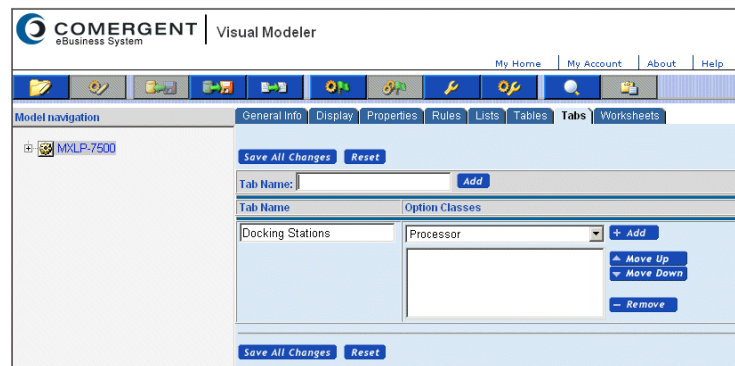 COMERGENT
eBusiness System
Visual Modeler
My Home My Account About Help
Model navigation
General Info Display Properties Rules Lists Tables Tabs Worksheets
MXLP-7500
Save All Changes Reset
Tab Name: Add
Tab Name Option Classes
Docking Stations Processor + Add
Move Up
Move Down
– Remove
Save All Changes Reset